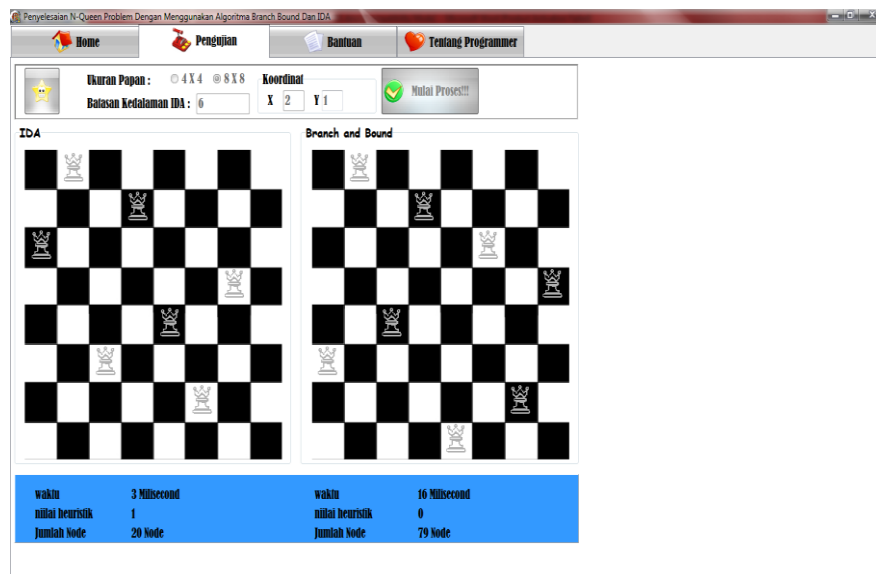 Penyelesaian N-Queen Problem Dengan Menggunakan Algoritma Branch Bound Dan IDA
Home Pengujian Bantuan Tentang Programmer
Ukuran Papan : 4 X 4 8 X 8 Koordinat
Batasan Kedalaman IDA : 6 X 2 Y 1 Mulai Proses!!!
IDA Branch and Bound
waktu 3 Milisecond waktu 16 Milisecond
niilai heuristik 1 niilai heuristik 0
Jumlah Node 20 Node Jumlah Node 79 Node